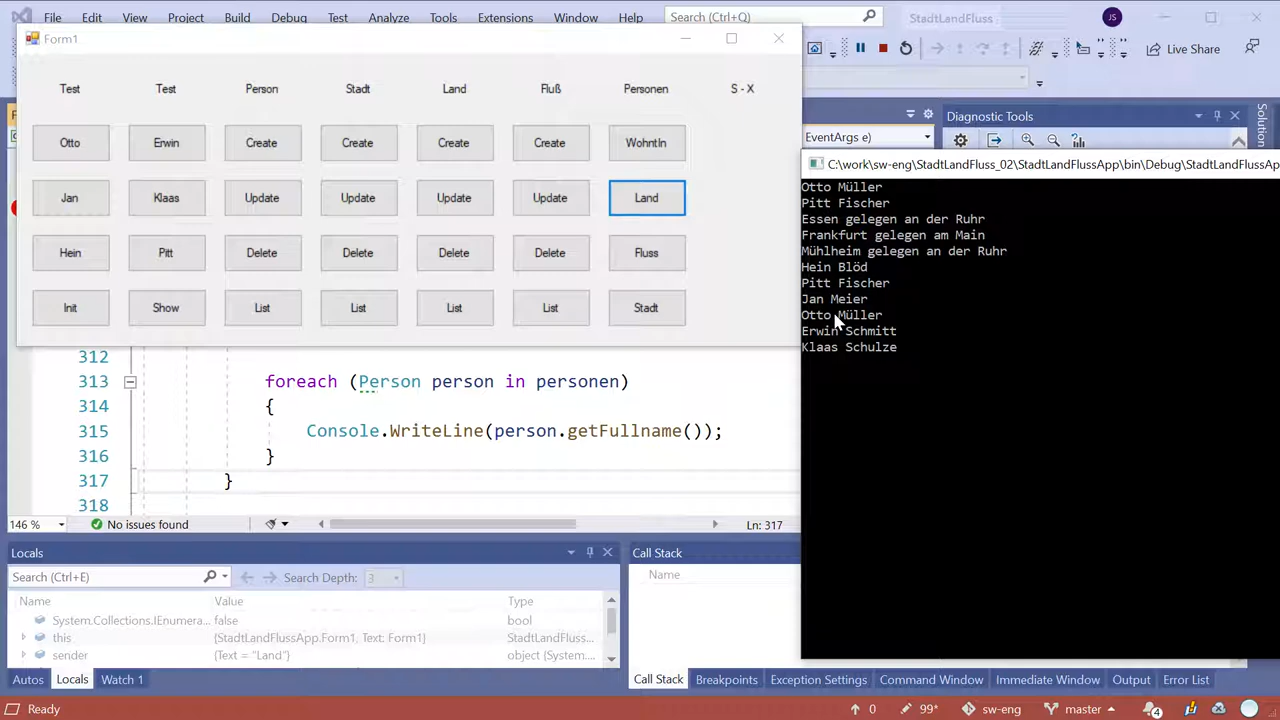 File Edit View Project Build Debug Test Analyze Tools Extensions Window Help Search (Ctrl+Q) StadtLandFluss JS
Form1
Live Share
Test Test Person Stadt Land Fluß Personen S - X
Otto Erwin Create Create Create Create WohntIn
Jan Klaas Update Update Update Update Land
Hein Pitt Delete Delete Delete Delete Fluss
Init Show List List List List Stadt
EventArgs e)
Diagnostic Tools
C:\work\sw-eng\StadtLandFluss_02\StadtLandFlussApp\bin\Debug\StadtLandFlussApp
Otto Müller
Pitt Fischer
Essen gelegen an der Ruhr
Frankfurt gelegen am Main
Mühlheim gelegen an der Ruhr
Hein Blöd
Pitt Fischer
Jan Meier
Otto Müller
Erwin Schmitt
Klaas Schulze
312
313 foreach (Person person in personen)
314 {
315 Console.WriteLine(person.getFullname());
316 }
317 }
318
146 % No issues found Ln: 317
Locals
Search (Ctrl+E) Search Depth: 3
Name Value Type
System.Collections.IEnumera... false bool
this {StadtLandFlussApp.Form1, Text: Form1} StadtLandFluss...
sender {Text = "Land"} object {System....
Autos Locals Watch 1
Call Stack
Name
Call Stack Breakpoints Exception Settings Command Window Immediate Window Output Error List
Ready 0 99* sw-eng master 4